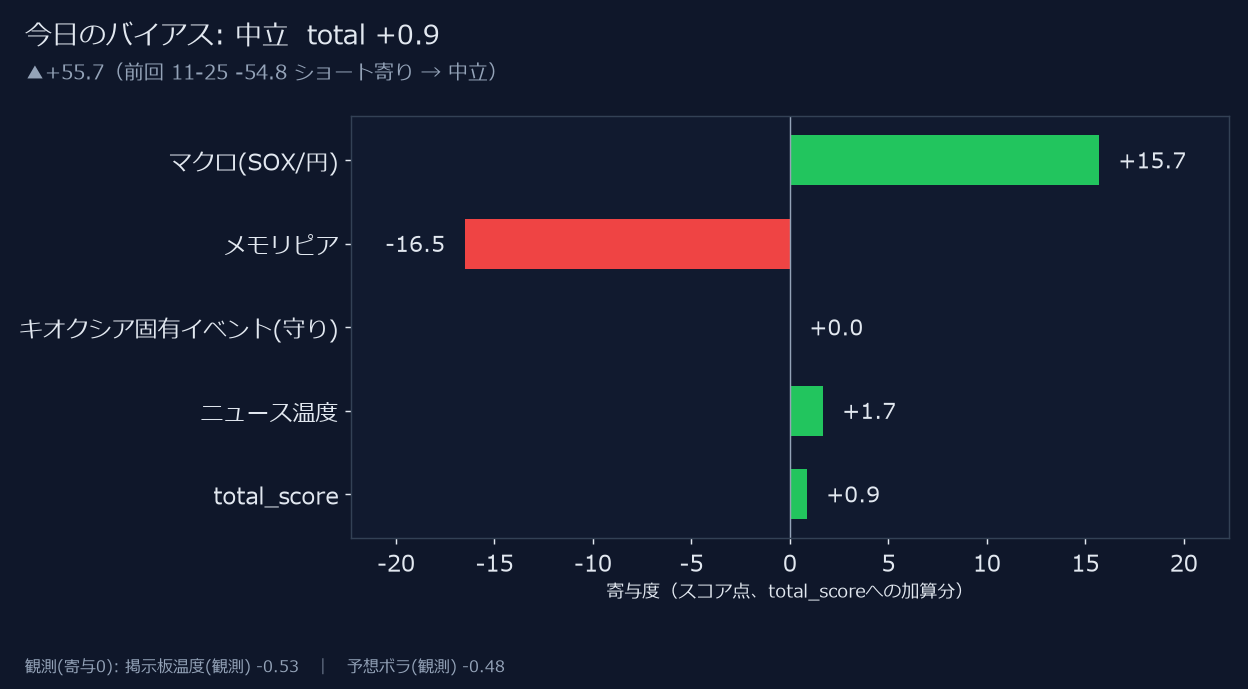 今日のバイアス: 中立  total +0.9
▲+55.7（前回 11-25 -54.8 ショート寄り → 中立）
マクロ(SOX/円)
+15.7
メモリピア
-16.5
キオクシア固有イベント(守り)
+0.0
ニュース温度
+1.7
total_score
+0.9
-20 -15 -10 -5 0 5 10 15 20
寄与度（スコア点、total_scoreへの加算分）
観測(寄与0): 掲示板温度(観測) -0.53 ｜ 予想ボラ(観測) -0.48